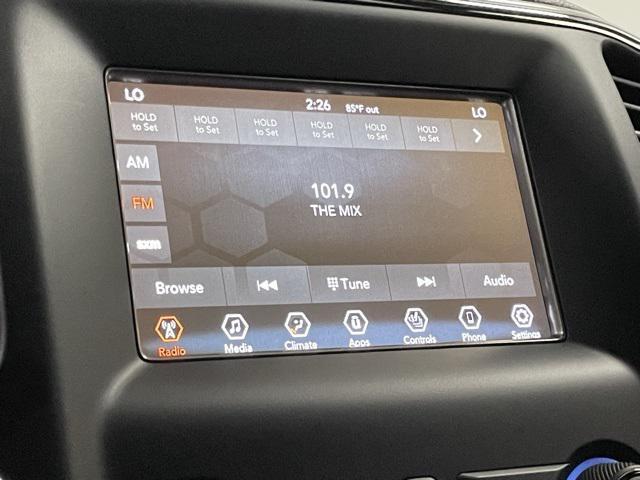 LO 2:26 85°F out LO
HOLD to Set HOLD to Set HOLD to Set HOLD to Set HOLD to Set HOLD to Set
AM
101.9
FM
THE MIX
sxm
Browse Tune Audio
Radio Media Climate Apps Controls Phone Settings